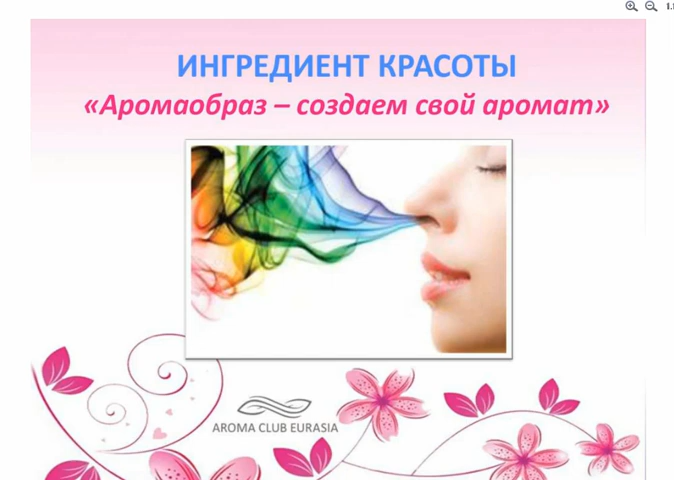 ИНГРЕДИЕНТ КРАСОТЫ
«Аромаобраз – создаем свой аромат»
AROMA CLUB EURASIA